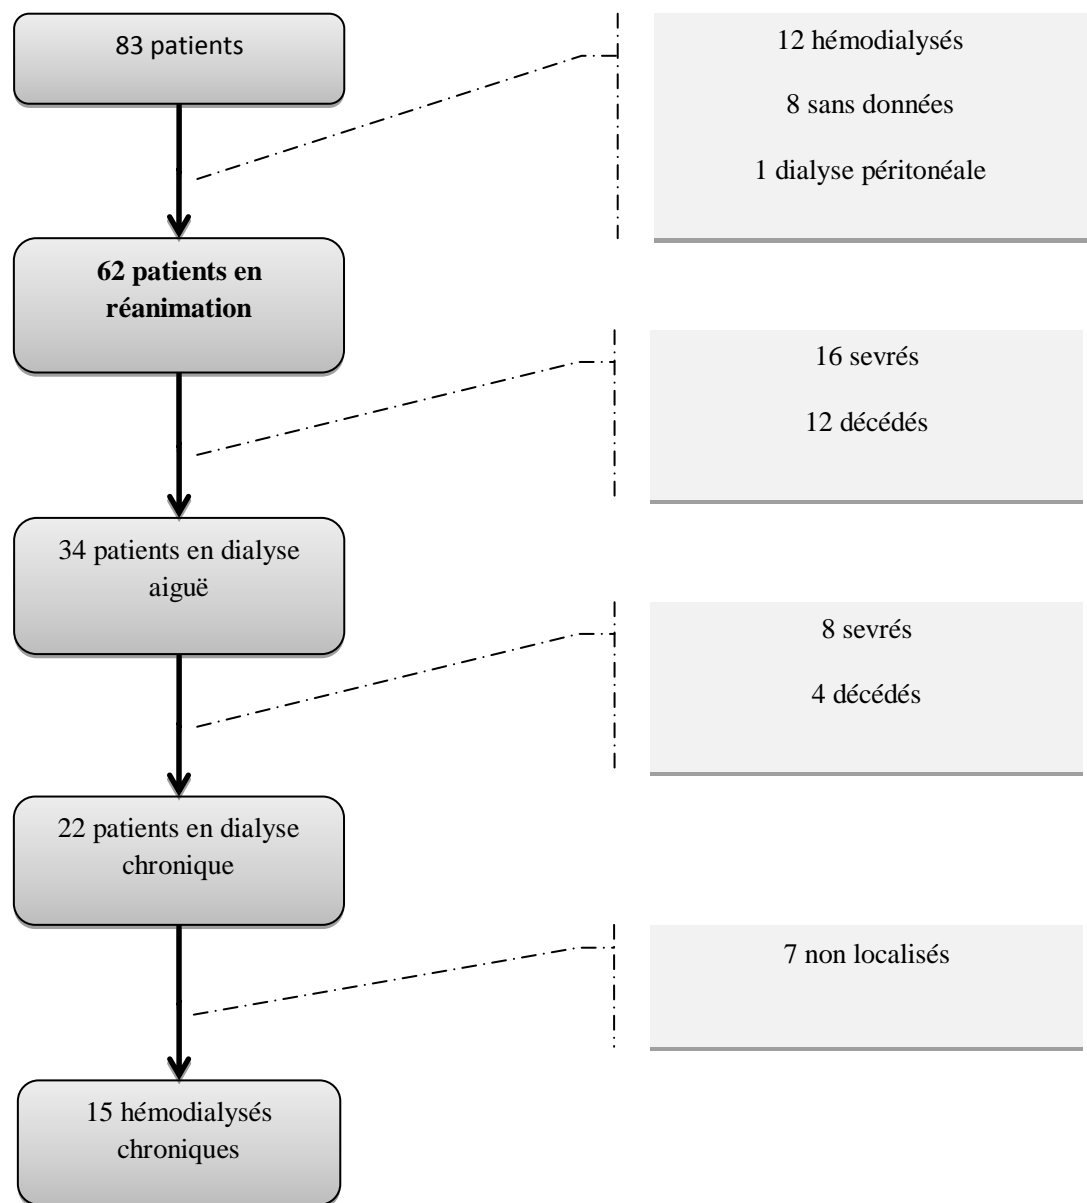 83 patients
12 hémodialysés
8 sans données
1 dialyse péritonéale
62 patients en
réanimation
16 sevrés
12 décédés
34 patients en dialyse
aiguë
8 sevrés
4 décédés
22 patients en dialyse
chronique
7 non localisés
15 hémodialysés
chroniques